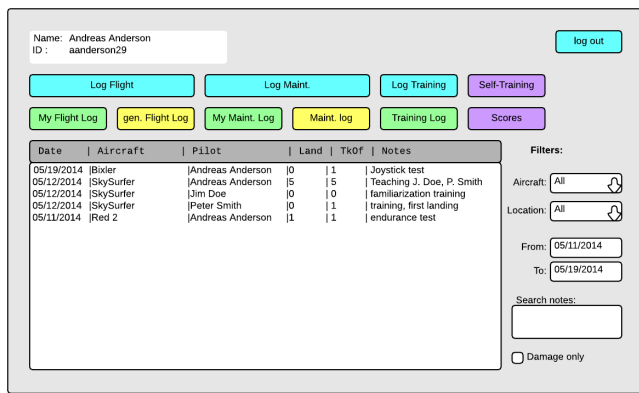 Name: Andreas Anderson
ID : aanderson29
log out
Log Flight
Log Maint.
Log Training
Self-Training
My Flight Log
gen. Flight Log
My Maint. Log
Maint. log
Training Log
Scores
Date | Aircraft | Pilot | Land | TkOf | Notes
05/19/2014 |Bixler |Andreas Anderson |0 | 1 | Joystick test
05/12/2014 |SkySurfer |Andreas Anderson |5 | 5 | Teaching J. Doe, P. Smith
05/12/2014 |SkySurfer |Jim Doe |0 | 0 | familiarization training
05/12/2014 |SkySurfer |Peter Smith |0 | 1 | training, first landing
05/11/2014 |Red 2 |Andreas Anderson |1 | 1 | endurance test
Filters:
Aircraft: All
Location: All
From: 05/11/2014
To: 05/19/2014
Search notes:
Damage only